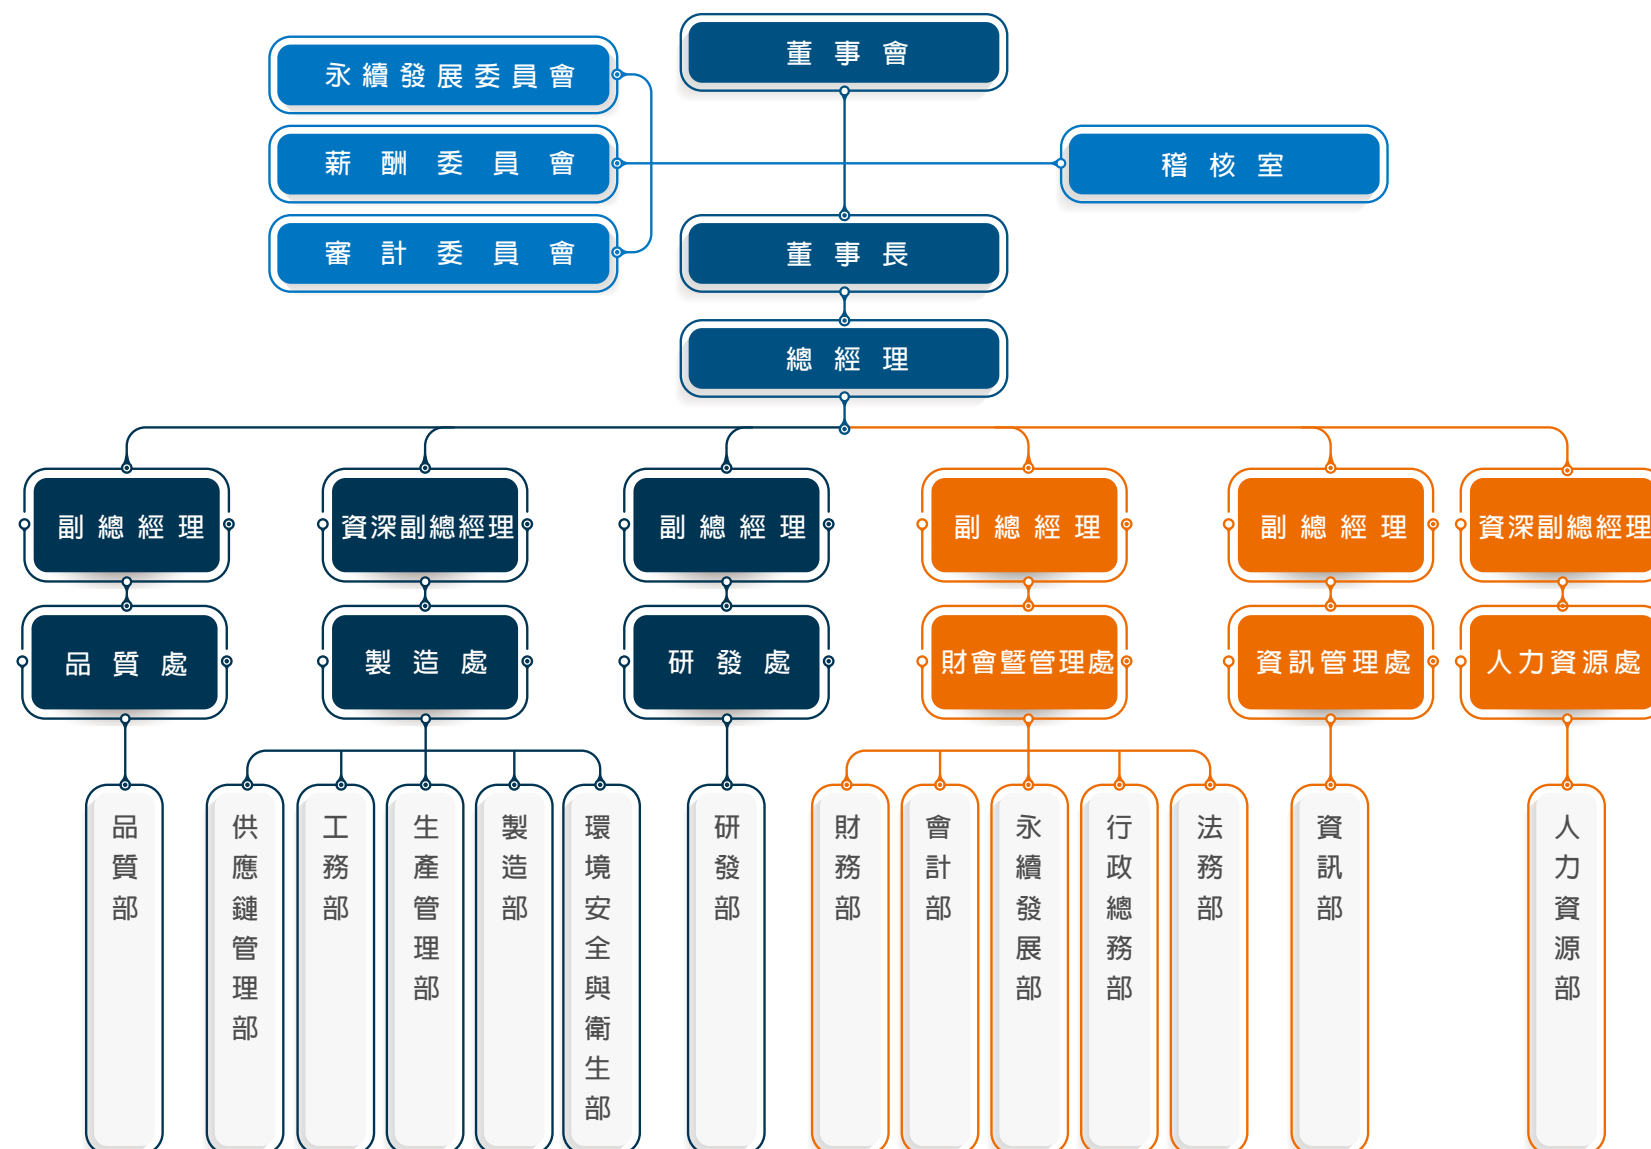 董事會
永續發展委員會
薪酬委員會
稽核室
審計委員會
董事長
總經理
副總經理
資深副總經理
副總經理
副總經理
副總經理
資深副總經理
品質處
製造處
研發處
財會暨管理處
資訊管理處
人力資源處
品質部
供應鏈管理部
工務部
生產管理部
製造部
環境安全與衛生部
研發部
財務部
會計部
永續發展部
行政總務部
法務部
資訊部
人力資源部